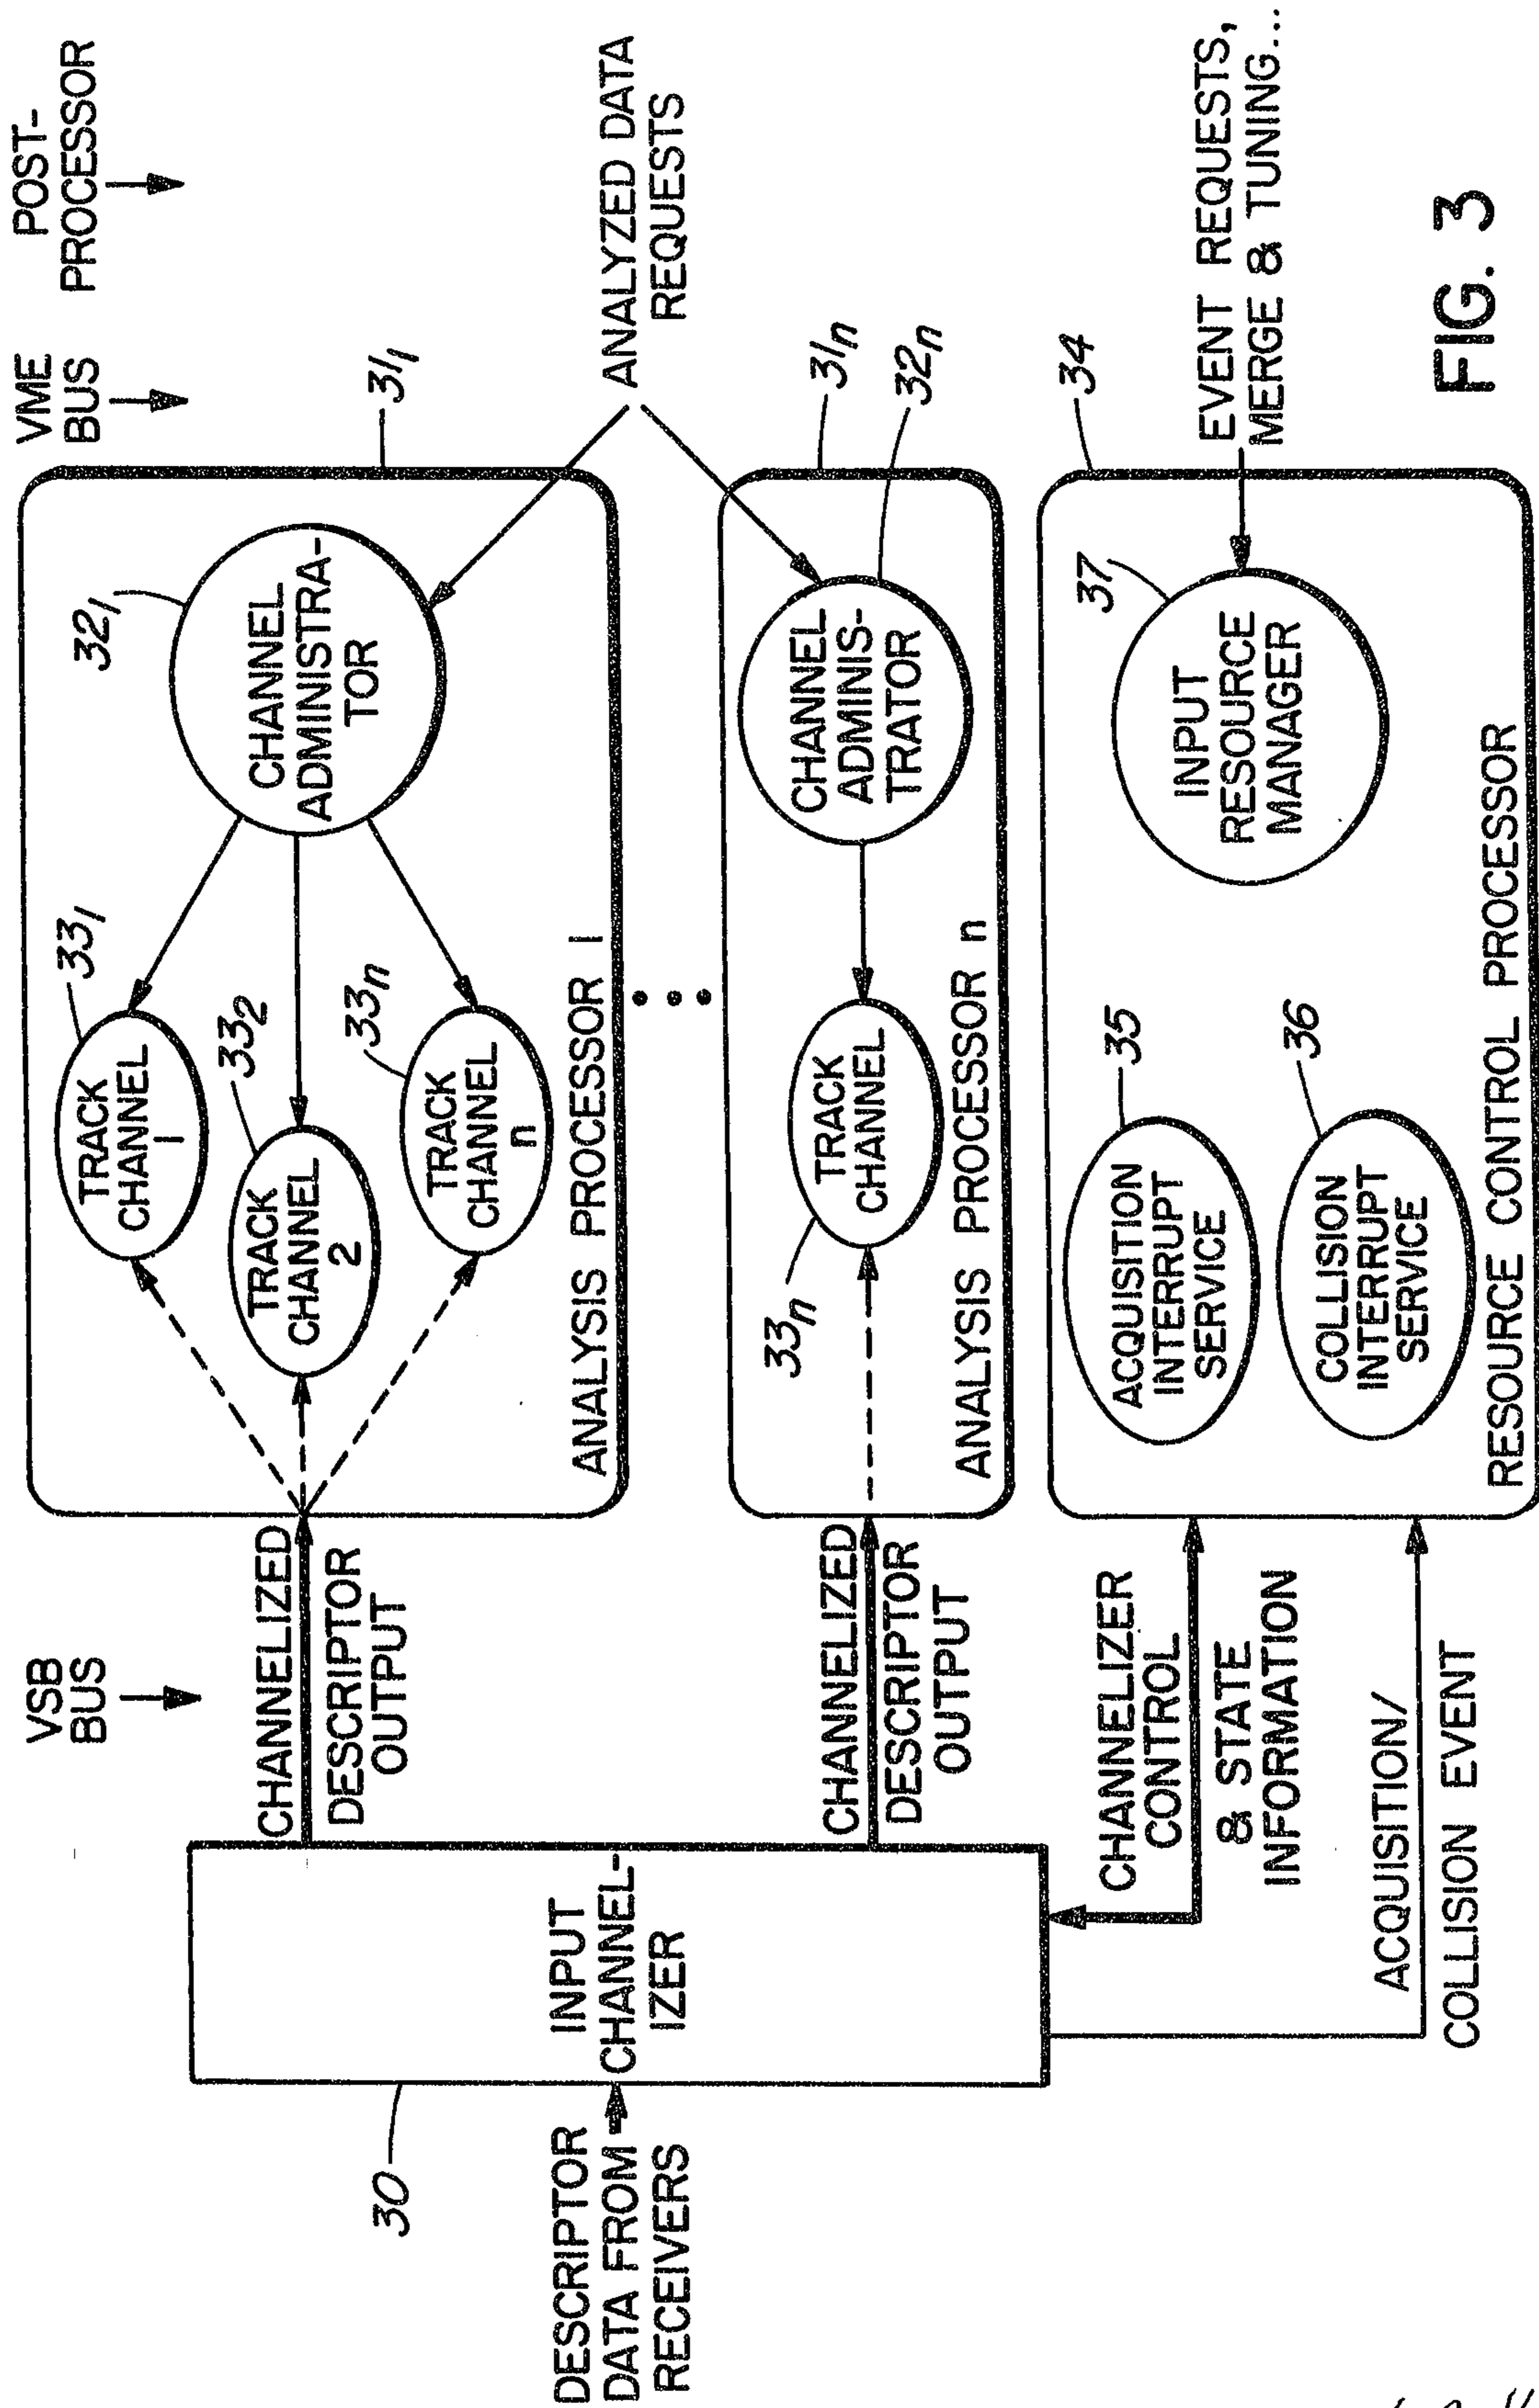 VSB
BUS
VME
BUS
POST-
PROCESSOR
30
DESCRIPTOR
DATA FROM
RECEIVERS
INPUT
CHANNEL-
IZER
CHANNELIZED
DESCRIPTOR
OUTPUT
TRACK
CHANNEL
1
33₁
TRACK
CHANNEL
2
33₂
TRACK
CHANNEL
n
33n
CHANNEL
ADMINISTRA-
TOR
32₁
31₁
ANALYSIS PROCESSOR 1
ANALYZED DATA
REQUESTS
CHANNELIZED
DESCRIPTOR
OUTPUT
33n
TRACK
CHANNEL
CHANNEL
ADMINIS-
TRATOR
31n
32n
ANALYSIS PROCESSOR n
CHANNELIZER
CONTROL
& STATE
INFORMATION
ACQUISITION/
COLLISION EVENT
ACQUISITION
INTERRUPT
SERVICE
35
COLLISION
INTERRUPT
SERVICE
36
INPUT
RESOURCE
MANAGER
37
34
RESOURCE CONTROL PROCESSOR
EVENT REQUESTS,
MERGE & TUNING...
FIG. 3